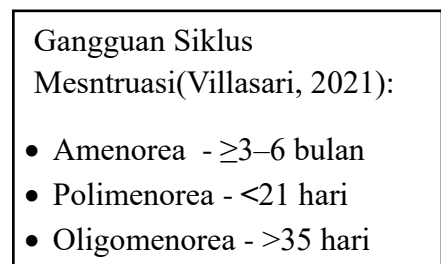 Gangguan Siklus
Mesntruasi(Villasari, 2021):
• Amenorea - ≥3–6 bulan
• Polimenorea - <21 hari
• Oligomenorea - >35 hari